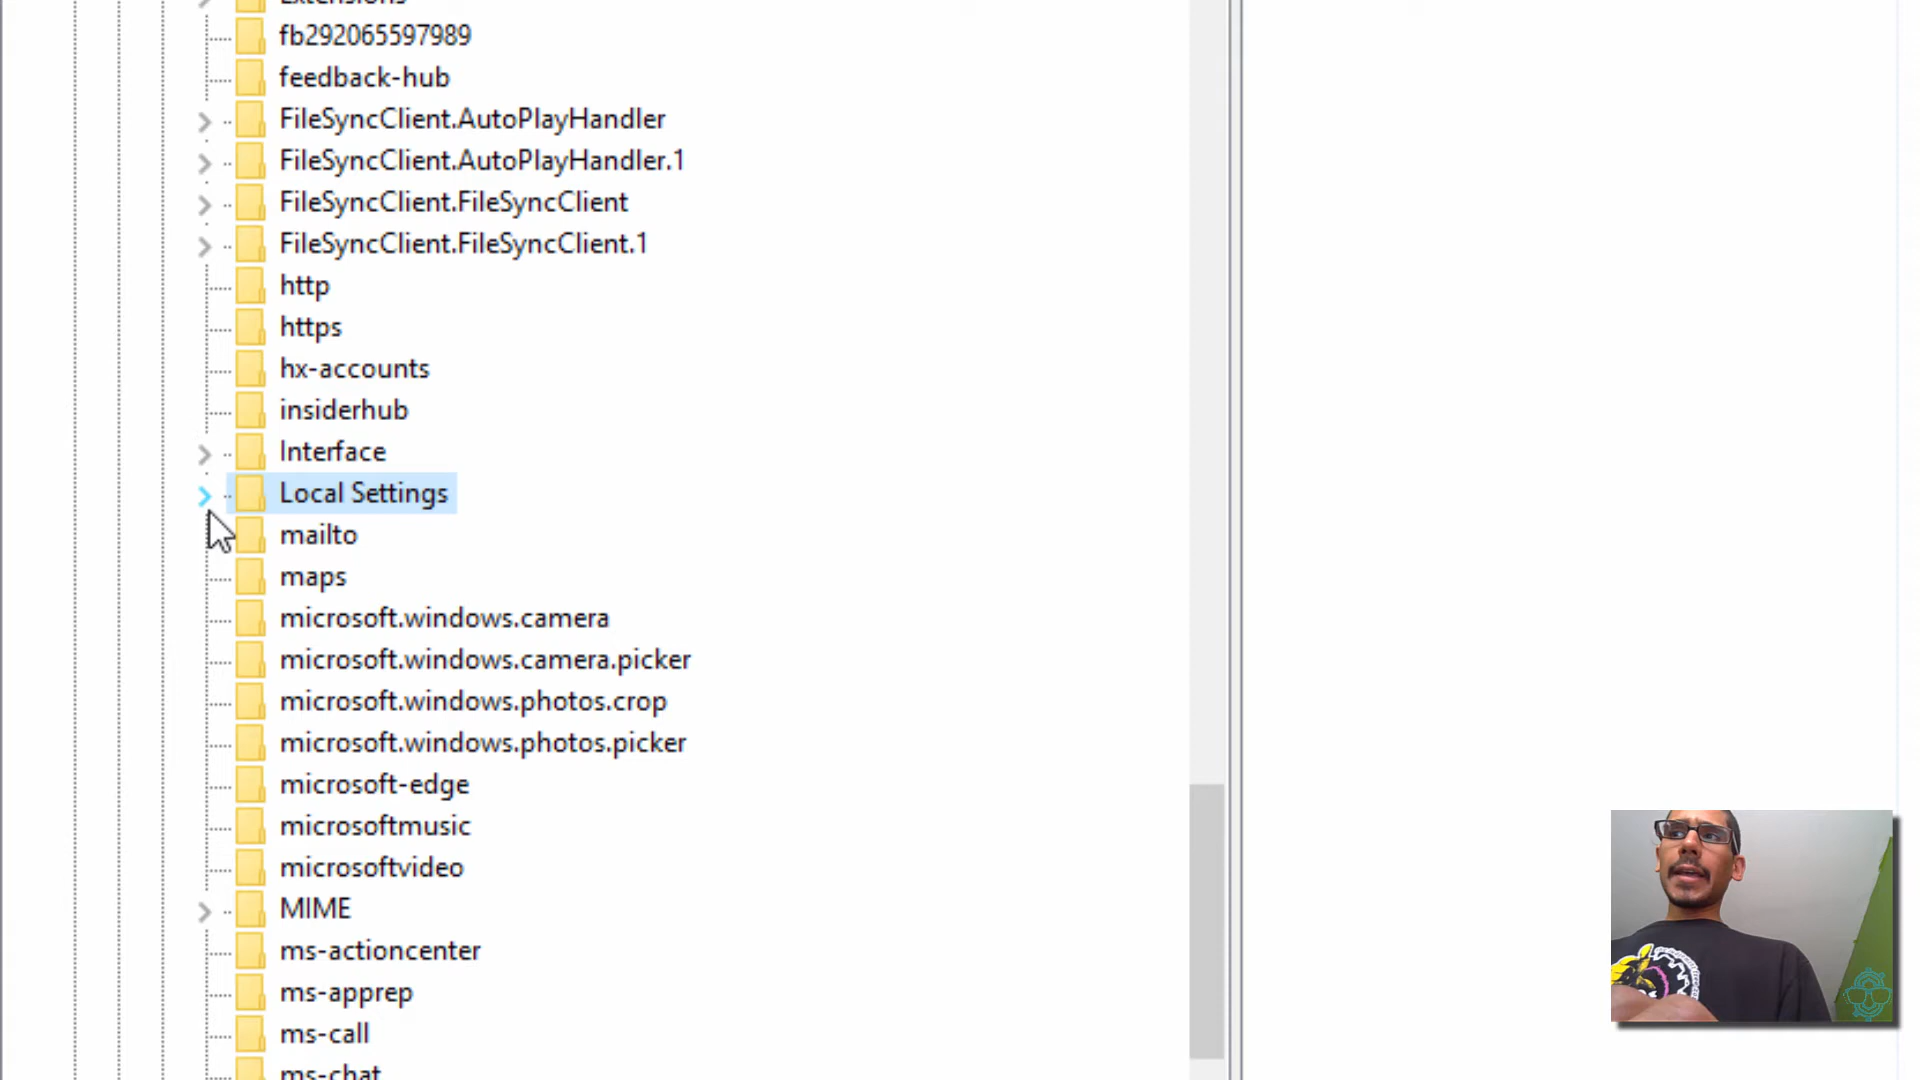 Extensions
fb292065597989
feedback-hub
FileSyncClient.AutoPlayHandler
FileSyncClient.AutoPlayHandler.1
FileSyncClient.FileSyncClient
FileSyncClient.FileSyncClient.1
http
https
hx-accounts
insiderhub
Interface
Local Settings
mailto
maps
microsoft.windows.camera
microsoft.windows.camera.picker
microsoft.windows.photos.crop
microsoft.windows.photos.picker
microsoft-edge
microsoftmusic
microsoftvideo
MIME
ms-actioncenter
ms-apprep
ms-call
ms-chat